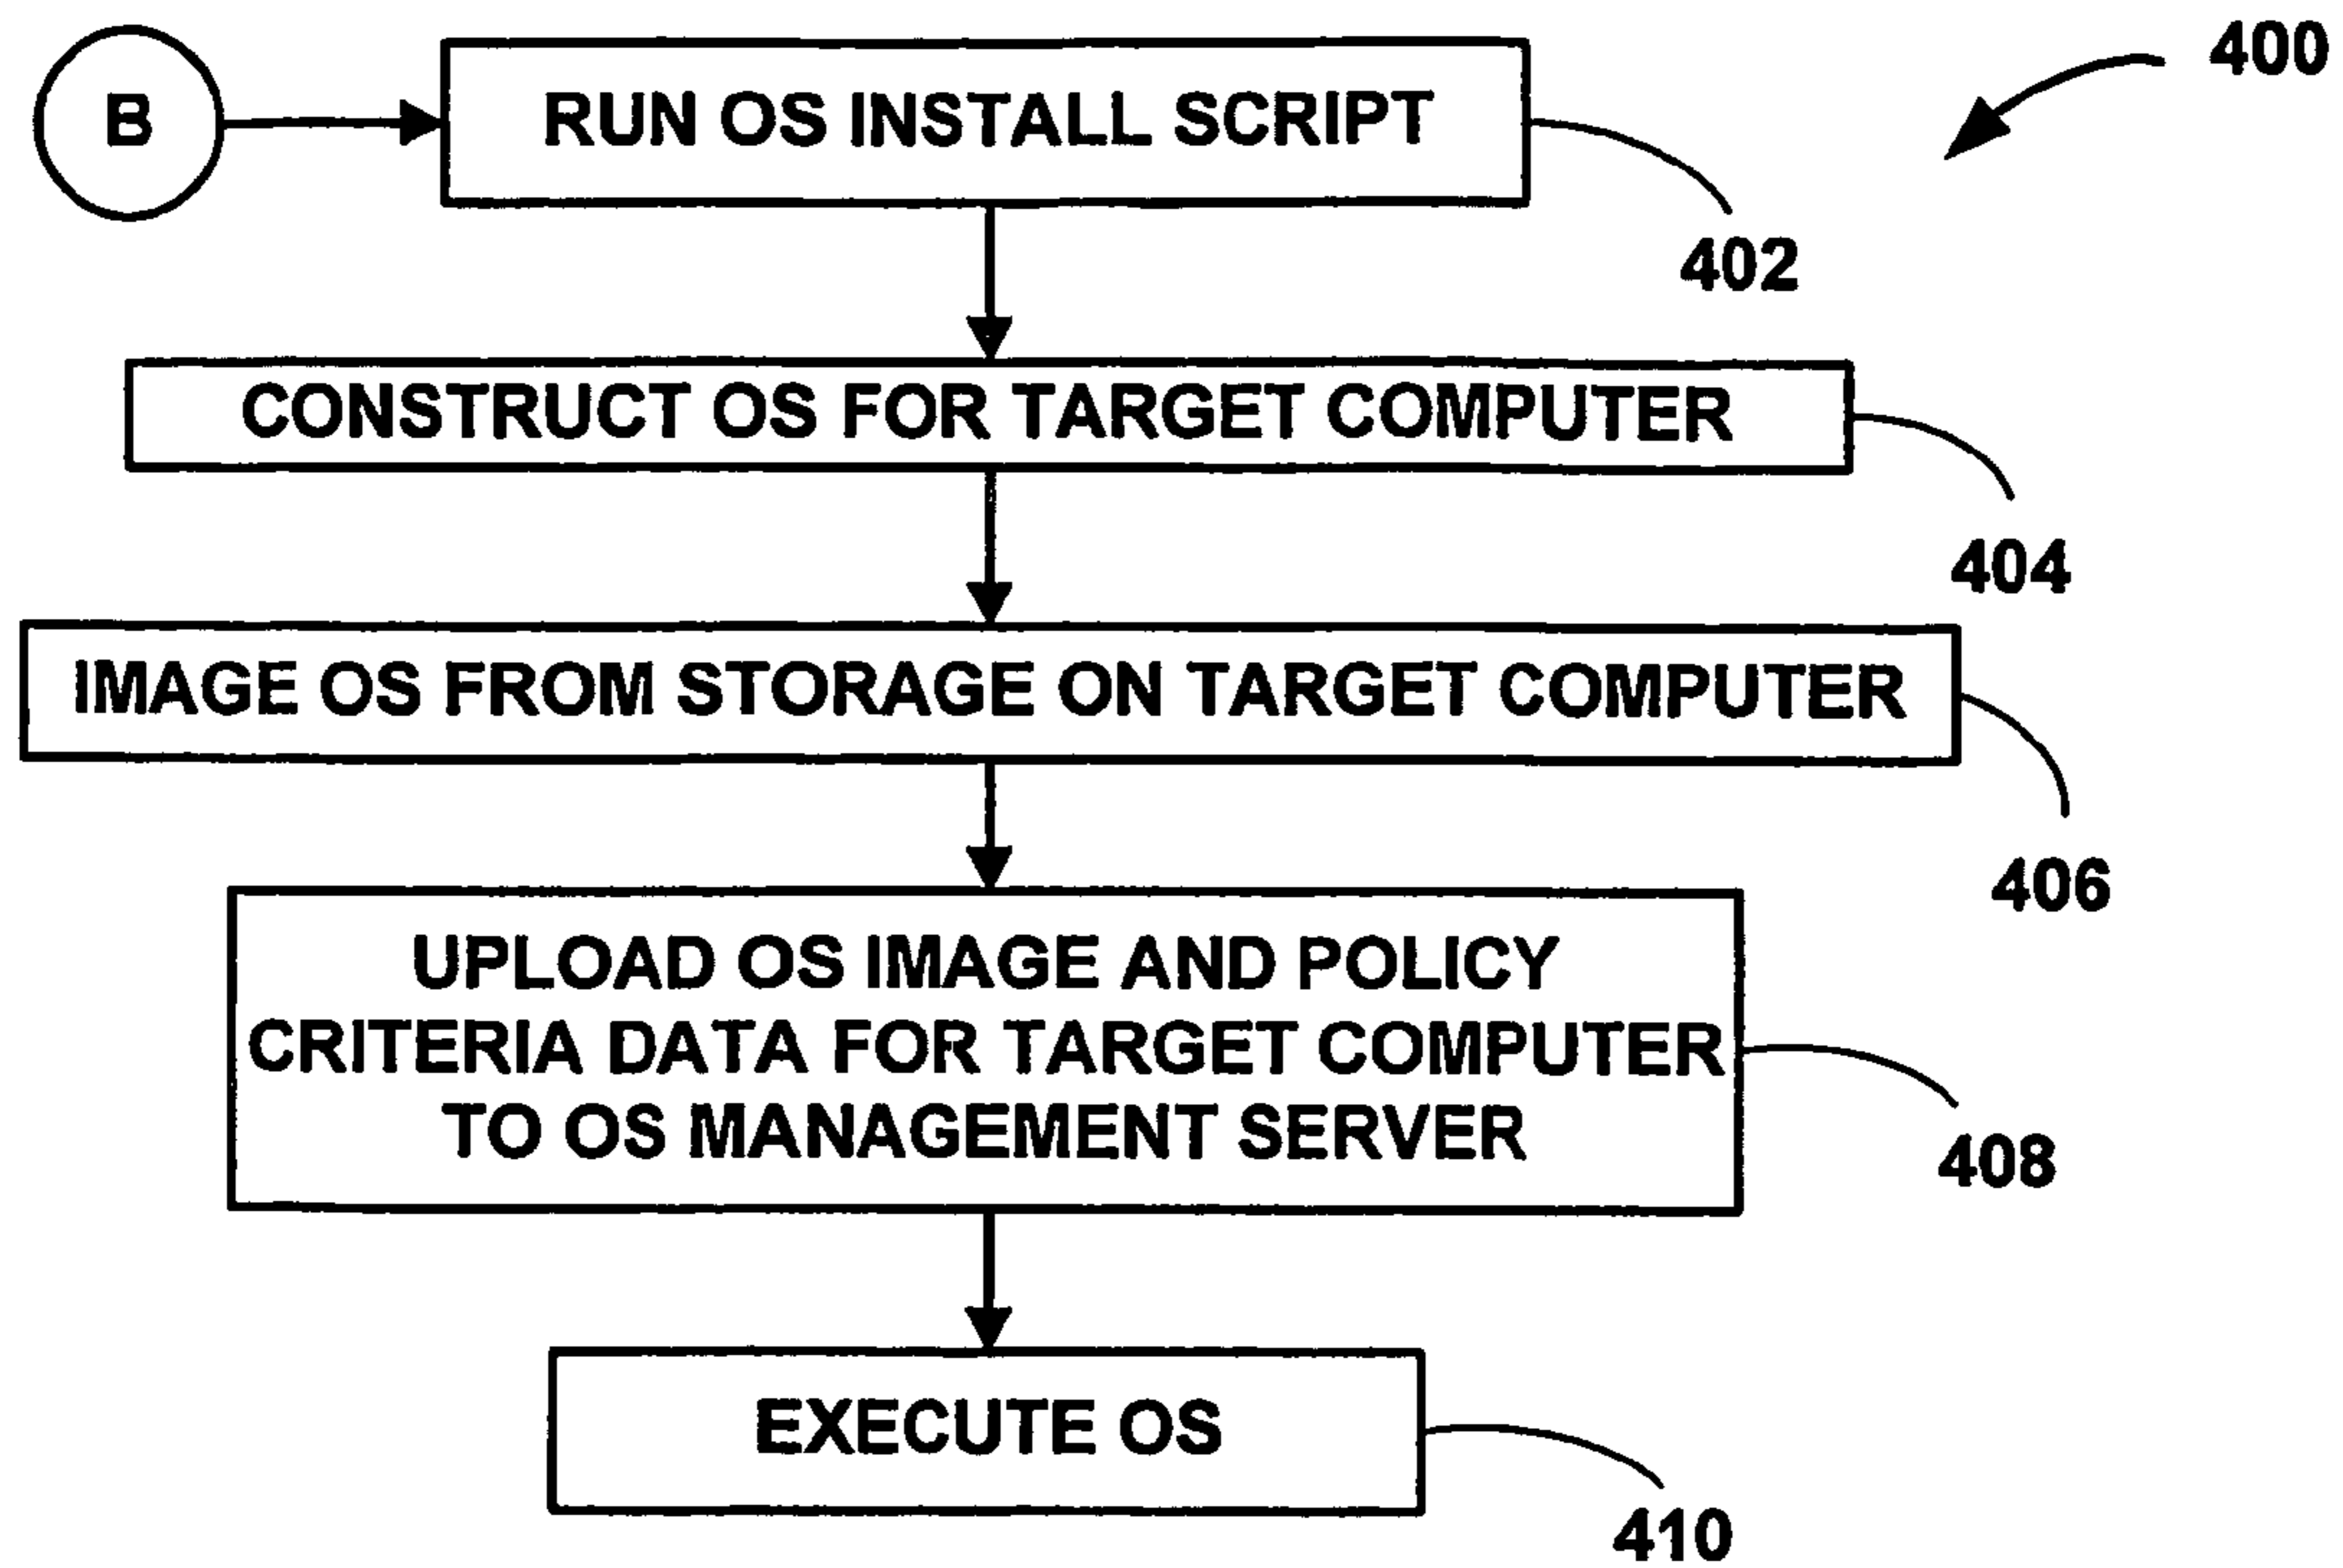 B
RUN OS INSTALL SCRIPT
400
402
CONSTRUCT OS FOR TARGET COMPUTER
404
IMAGE OS FROM STORAGE ON TARGET COMPUTER
406
UPLOAD OS IMAGE AND POLICY
CRITERIA DATA FOR TARGET COMPUTER
TO OS MANAGEMENT SERVER
408
EXECUTE OS
410